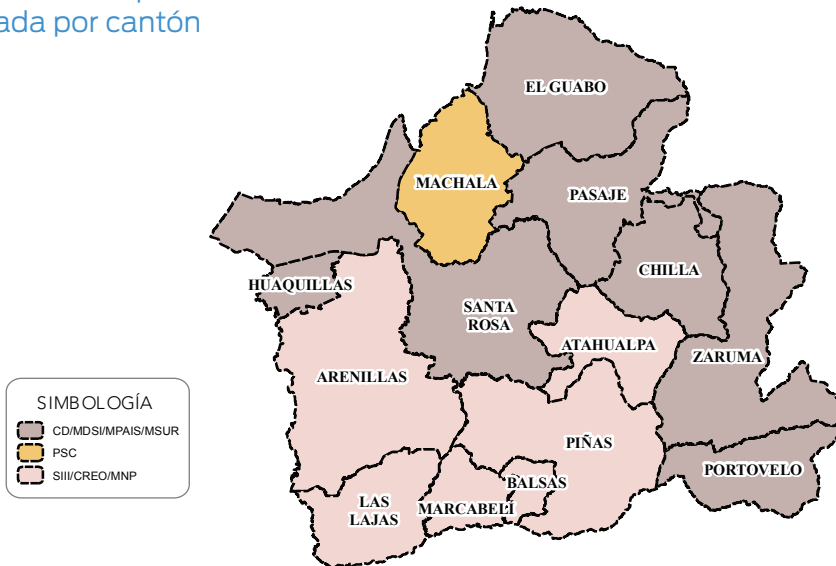 ada por cantón
EL GUABO
MACHALA
PASAJE
CHILLA
HUAQUILLAS
SANTA
ROSA
ATAHUALPA
ZARUMA
ARENILLAS
PIÑAS
PORTOVELO
BALSAS
LAS
LAJAS
MARCABELÍ
SIMBOLOGÍA
CD/MDSI/MPAIS/MSUR
PSC
SIII/CREO/MNP